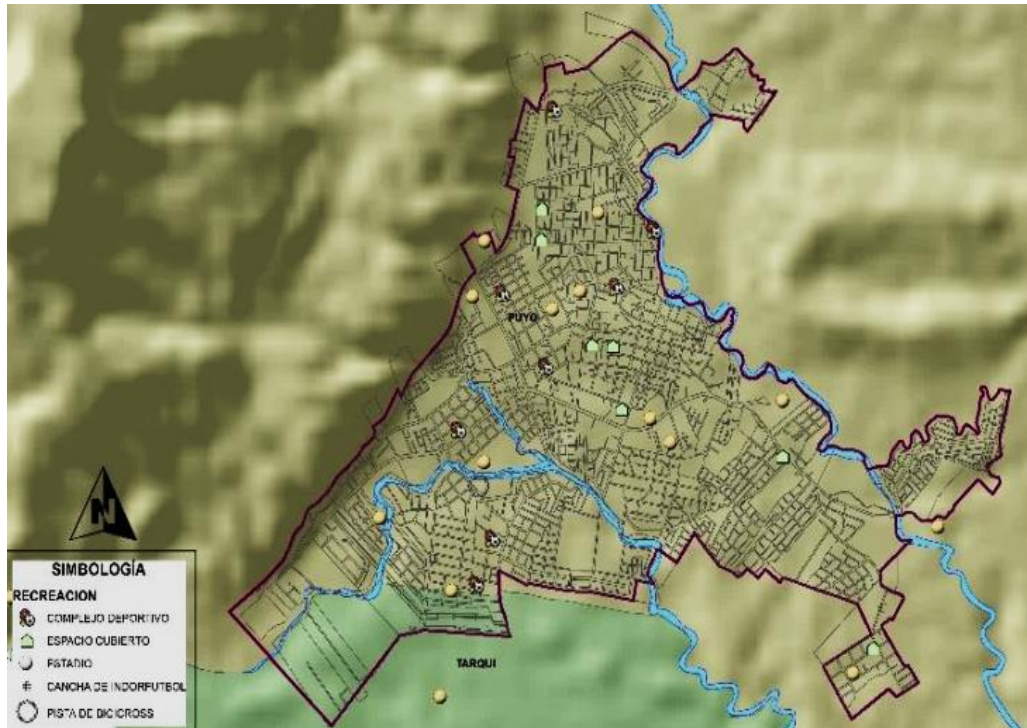 PUYO
N
SIMBOLOGÍA
RECREACION
COMPLEJO DEPORTIVO
ESPACIO CUBIERTO
ESTADIO
CANCHA DE INDORFUTBOL
PISTA DE BICICROSS
TARQUI